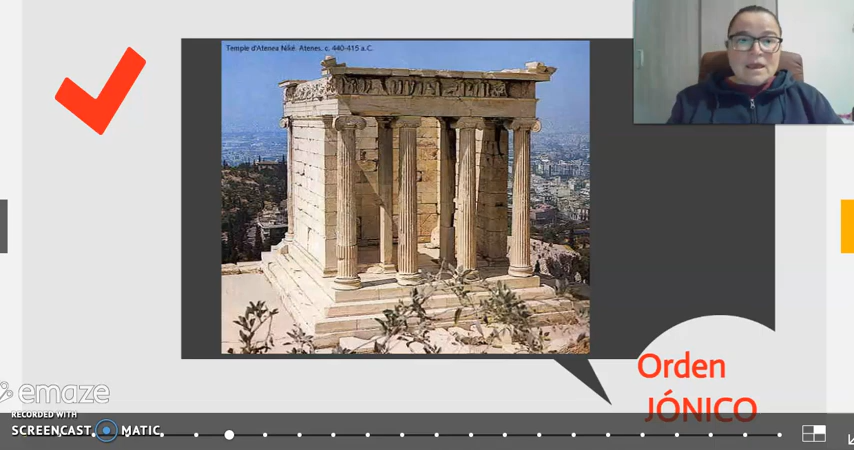 Temple d'Atenea Niké. Atenes, c. 440-415 a.C.
Orden
JÓNICO
emaze
RECORDED WITH
SCREENCAST MATIC